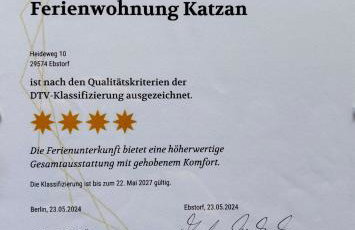 Ferienwohnung Katzan
Heideweg 10
29574 Ebstorf
ist nach den Qualitätskriterien der
DTV-Klassifizierung ausgezeichnet.
Die Ferienunterkunft bietet eine höherwertige
Gesamtausstattung mit gehobenem Komfort.
Die Klassifizierung ist bis zum 22. Mai 2027 gültig.
Berlin, 23.05.2024
Ebstorf, 23.05.2024